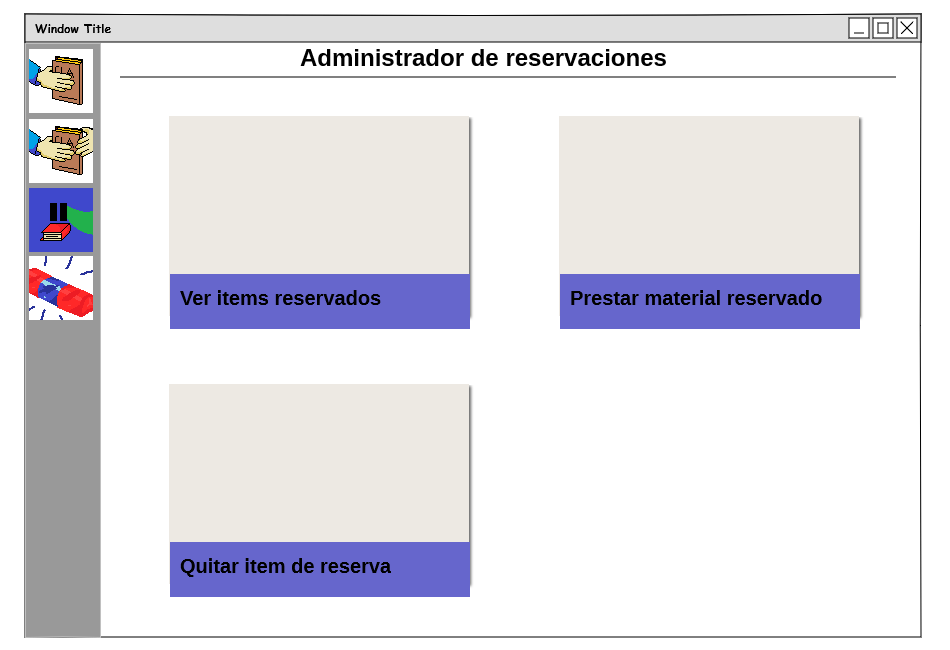 Window Title
Administrador de reservaciones
Ver items reservados
Prestar material reservado
Quitar item de reserva